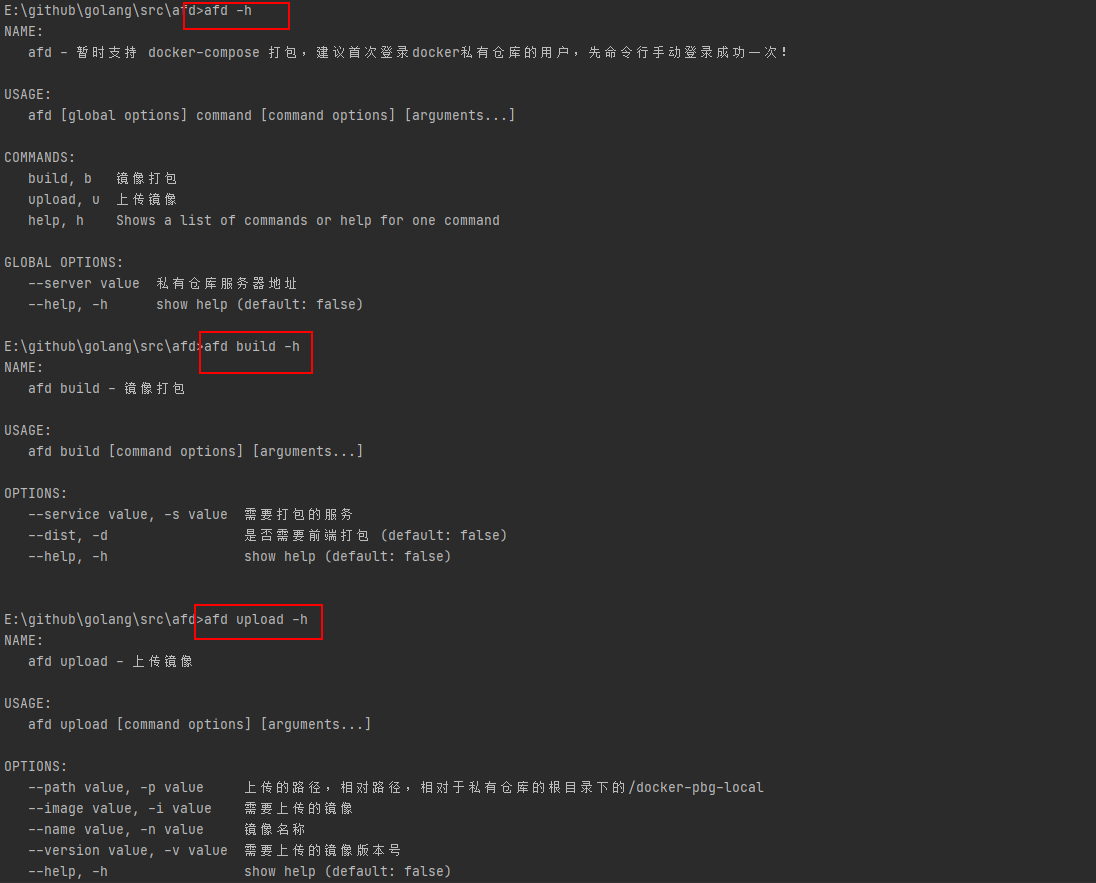 E:\github\golang\src\afd>afd -h
NAME:
afd - 暂时支持 docker-compose 打包，建议首次登录docker私有仓库的用户，先命令行手动登录成功一次！
USAGE:
afd [global options] command [command options] [arguments...]
COMMANDS:
build, b 镜像打包
upload, u 上传镜像
help, h Shows a list of commands or help for one command
GLOBAL OPTIONS:
--server value 私有仓库服务器地址
--help, -h show help (default: false)
E:\github\golang\src\afd>afd build -h
NAME:
afd build - 镜像打包
USAGE:
afd build [command options] [arguments...]
OPTIONS:
--service value, -s value 需要打包的服务
--dist, -d 是否需要前端打包 (default: false)
--help, -h show help (default: false)
E:\github\golang\src\afd>afd upload -h
NAME:
afd upload - 上传镜像
USAGE:
afd upload [command options] [arguments...]
OPTIONS:
--path value, -p value 上传的路径，相对路径，相对于私有仓库的根目录下的/docker-pbg-local
--image value, -i value 需要上传的镜像
--name value, -n value 镜像名称
--version value, -v value 需要上传的镜像版本号
--help, -h show help (default: false)